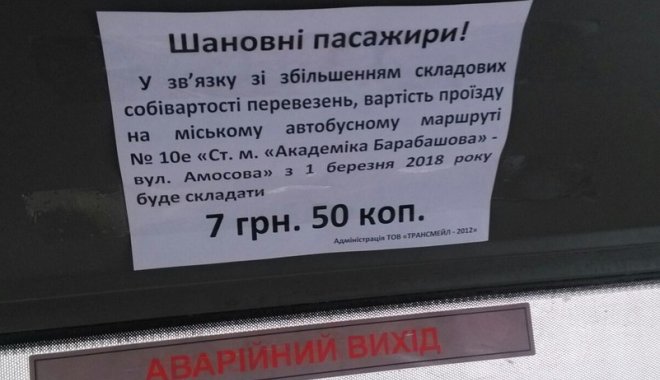 Шановні пасажири!
У зв'язку зі збільшенням складових
собівартості перевезень, вартість проїзду
на міському автобусному маршруті
№ 10е «Ст. м. «Академіка Барабашова» -
вул. Амосова» з 1 березня 2018 року
буде складати
7 грн. 50 коп.
Адміністрація ТОВ «ТРАНСМЕЙЛ - 2012»
АВАРІЙНИЙ ВИХІД